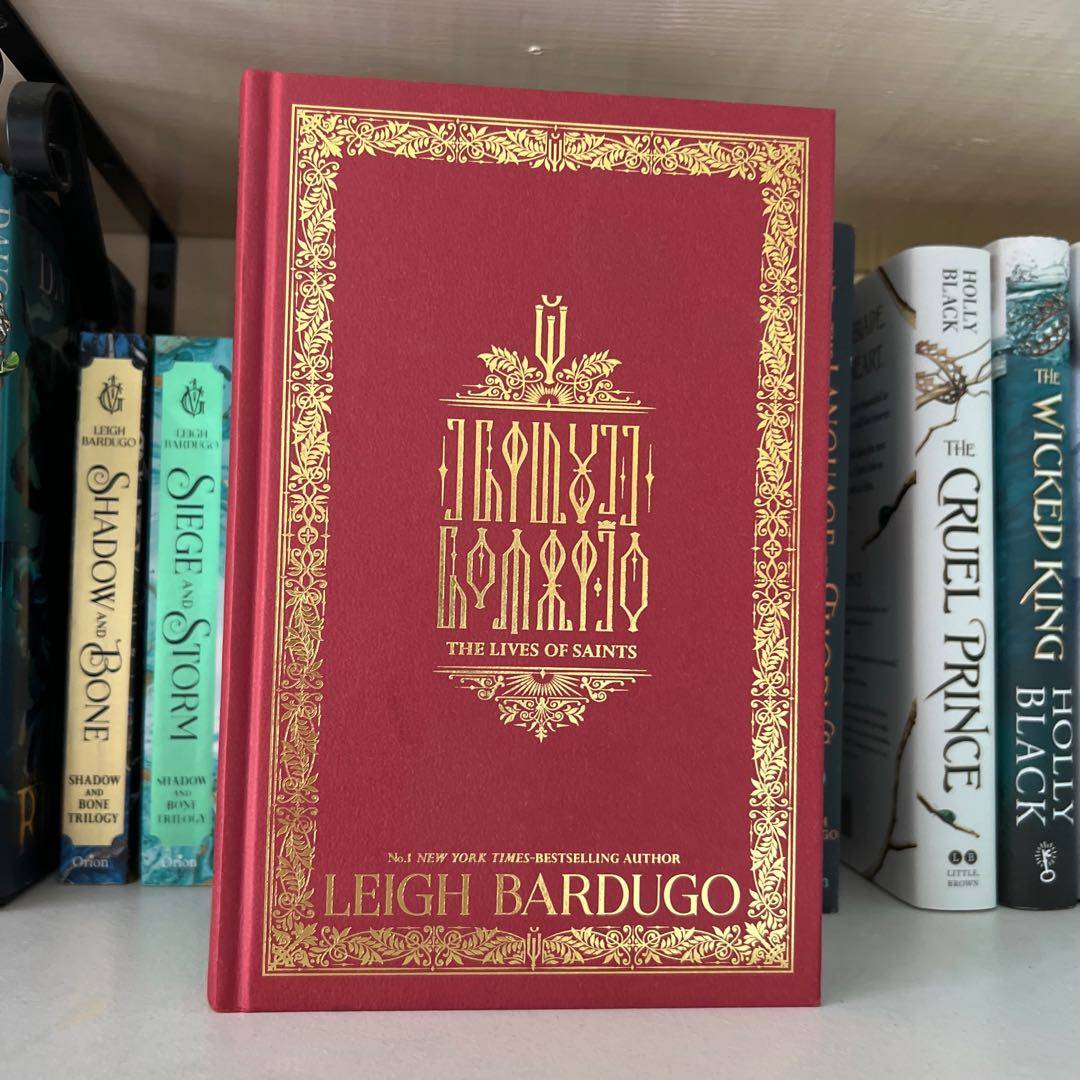 THE LIVES OF SAINTS
No.1 NEW YORK TIMES-BESTSELLING AUTHOR
LEIGH BARDUGO
LEIGH
BARDUGO
SHADOW AND BONE
SHADOW
AND
BONE
TRILOGY
Orion
LEIGH
BARDUGO
SIEGE AND STORM
SHADOW
AND
BONE
TRILOGY
Orion
HOLLY
BLACK
THE
CRUEL PRINCE
LB
LITTLE,
BROWN
THE
WICKED KING
HOLLY
BLACK